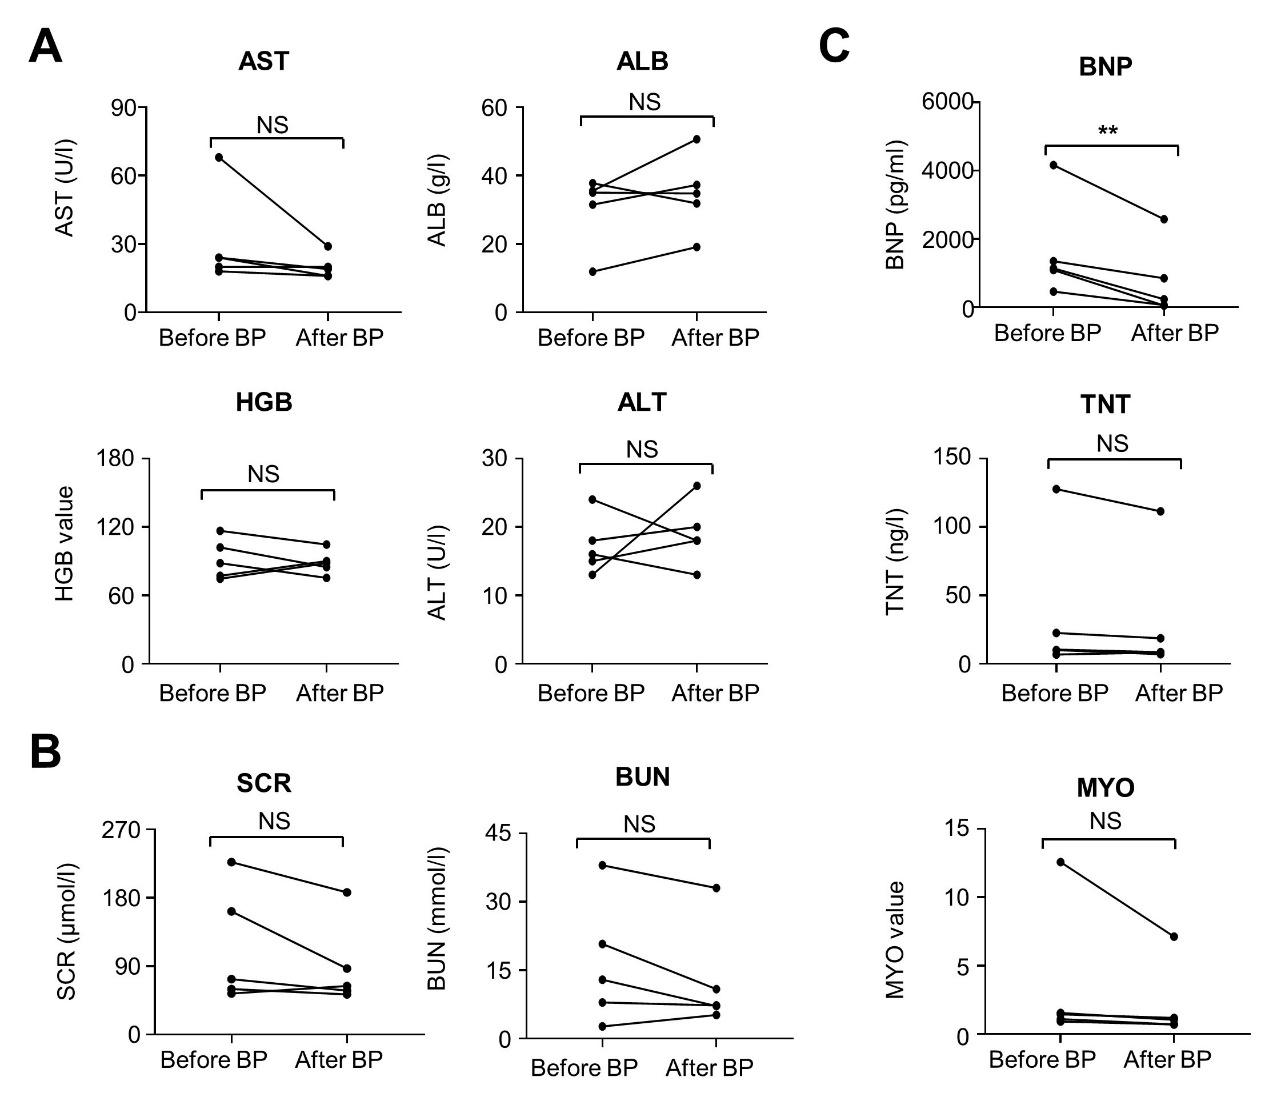 A
AST
NS
AST (U/l)
90
60
30
0
Before BP After BP
ALB
NS
ALB (g/l)
60
40
20
0
Before BP After BP
HGB
NS
HGB value
180
120
60
0
Before BP After BP
ALT
NS
ALT (U/l)
30
20
10
0
Before BP After BP
B
SCR
NS
SCR (μmol/l)
270
180
90
0
Before BP After BP
BUN
NS
BUN (mmol/l)
45
30
15
0
Before BP After BP
C
BNP
**
BNP (pg/ml)
6000
4000
2000
0
Before BP After BP
TNT
NS
TNT (ng/l)
150
100
50
0
Before BP After BP
MYO
NS
MYO value
15
10
5
0
Before BP After BP